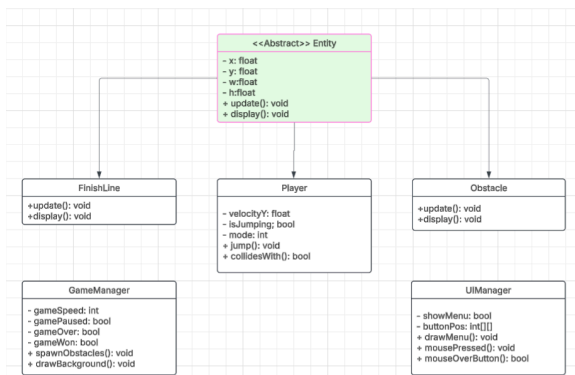 <<Abstract>> Entity
- x: float
- y: float
- w:float
- h:float
+ update(): void
+ display(): void
FinishLine
+update(): void
+display(): void
Player
- velocityY: float
- isJumping; bool
- mode: int
+ jump(): void
+ collidesWith(): bool
Obstacle
+update(): void
+display(): void
GameManager
- gameSpeed: int
- gamePaused: bool
- gameOver: bool
- gameWon: bool
+ spawnObstacles(): void
+ drawBackground(): void
UIManager
- showMenu: bool
- buttonPos: int[][]
+ drawMenu(): void
+ mousePressed(): void
+ mouseOverButton(): bool